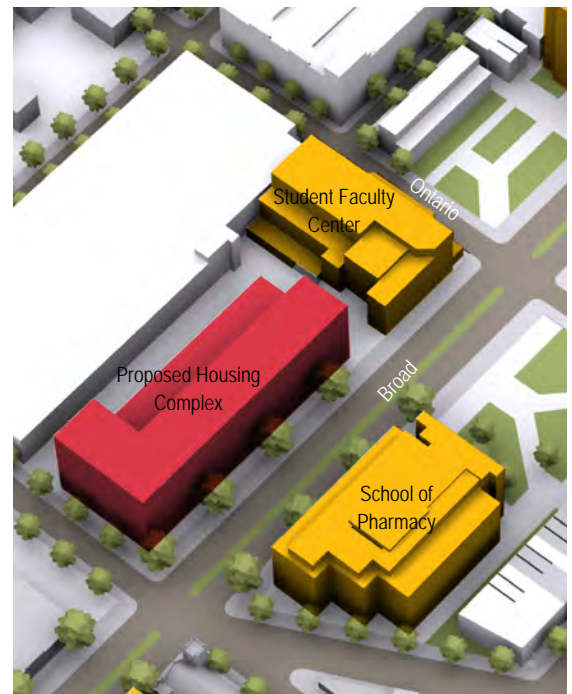 Student Faculty
Center
Ontario
Proposed Housing
Complex
Broad
School of
Pharmacy